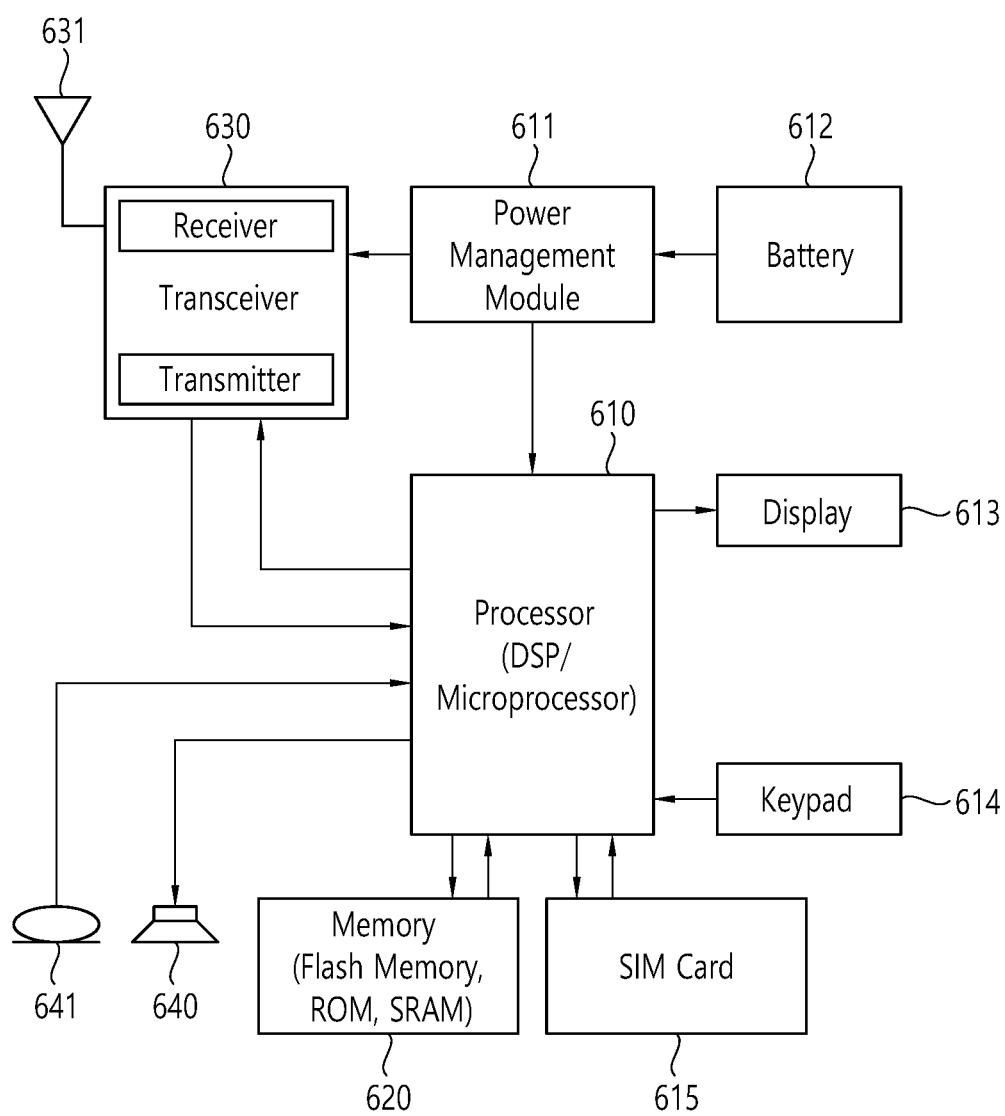 631
630
611
612
Receiver
Transceiver
Transmitter
Power
Management
Module
Battery
610
Display
613
Processor
(DSP/
Microprocessor)
Keypad
614
641
640
Memory
(Flash Memory,
ROM, SRAM)
SIM Card
620
615